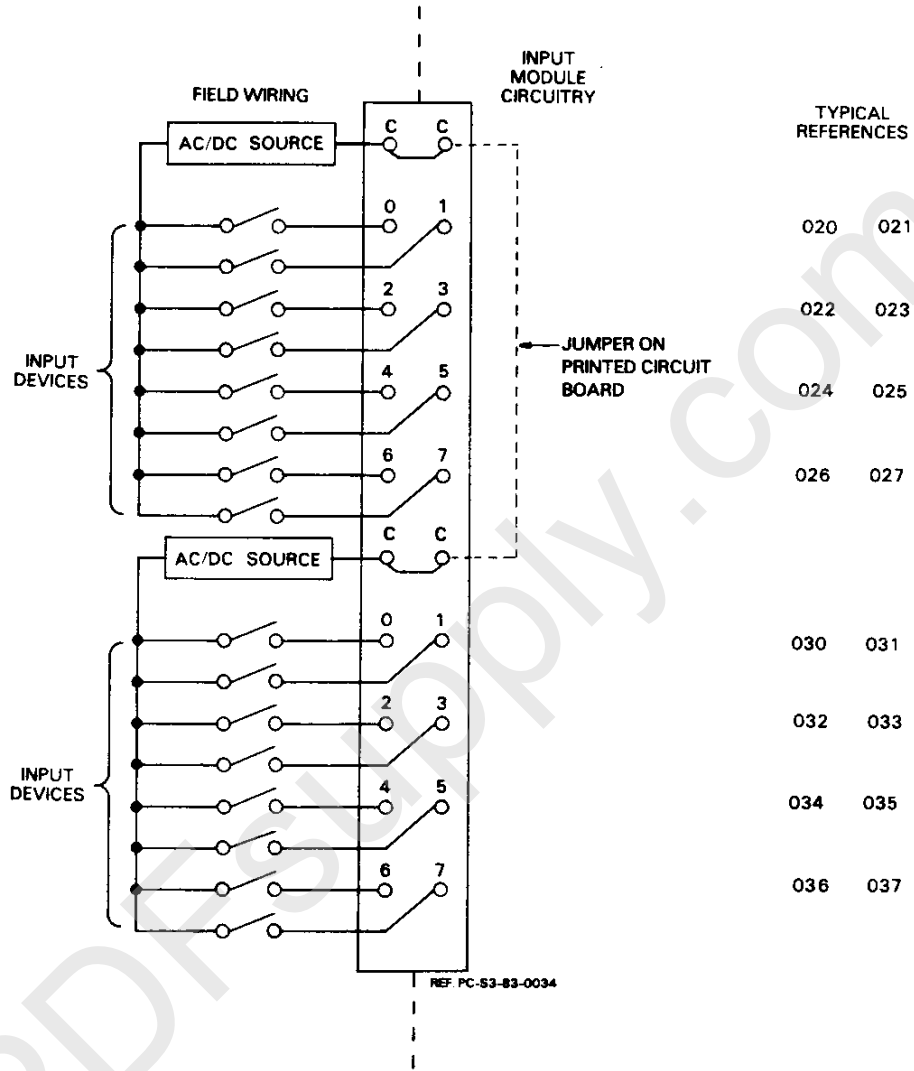 INPUT
MODULE
CIRCUITRY
FIELD WIRING
TYPICAL
REFERENCES
AC/DC SOURCE
C C
0 1
020 021
2 3
022 023
JUMPER ON
PRINTED CIRCUIT
BOARD
INPUT
DEVICES
4 5
024 025
6 7
026 027
C C
AC/DC SOURCE
0 1
030 031
2 3
032 033
INPUT
DEVICES
4 5
034 035
6 7
036 037
REF. PC-S3-83-0034
PDFsupply.com